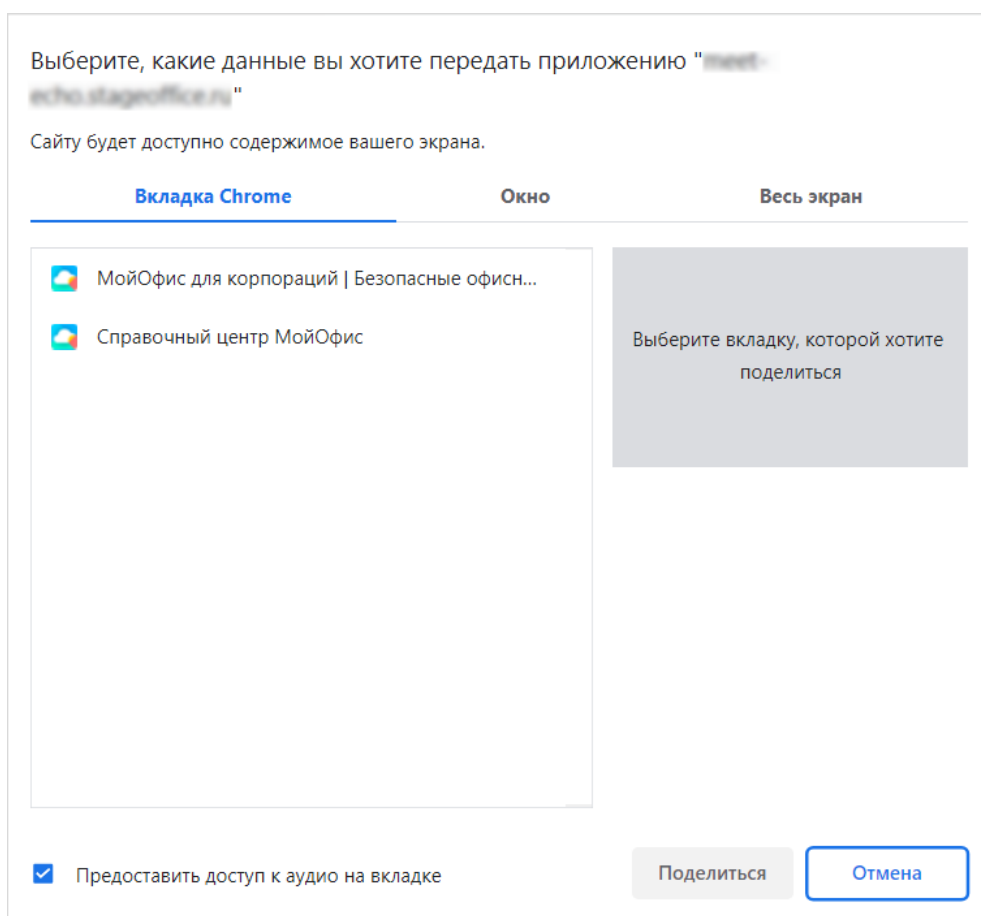 Выберите, какие данные вы хотите передать приложению "
"
Сайту будет доступно содержимое вашего экрана.
Вкладка Chrome
Окно
Весь экран
МойОфис для корпораций | Безопасные офисн...
Справочный центр МойОфис
Выберите вкладку, которой хотите
поделиться
Предоставить доступ к аудио на вкладке
Поделиться
Отмена